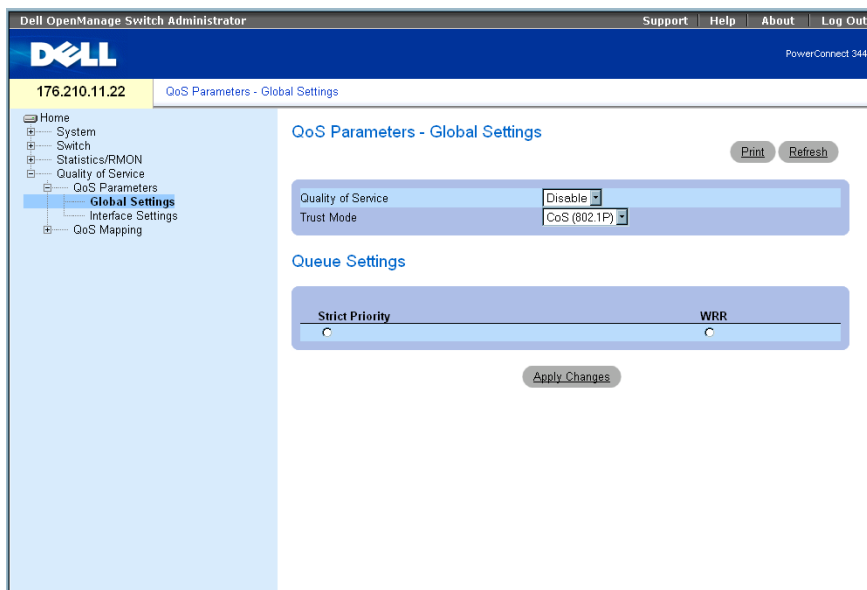 Dell OpenManage Switch Administrator
Support Help About Log Out
DELL
PowerConnect 344
176.210.11.22
QoS Parameters - Global Settings
Home
System
Switch
Statistics/RMON
Quality of Service
QoS Parameters
Global Settings
Interface Settings
QoS Mapping
QoS Parameters - Global Settings
Print Refresh
Quality of Service Disable
Trust Mode CoS (802.1P)
Queue Settings
Strict Priority WRR
Apply Changes